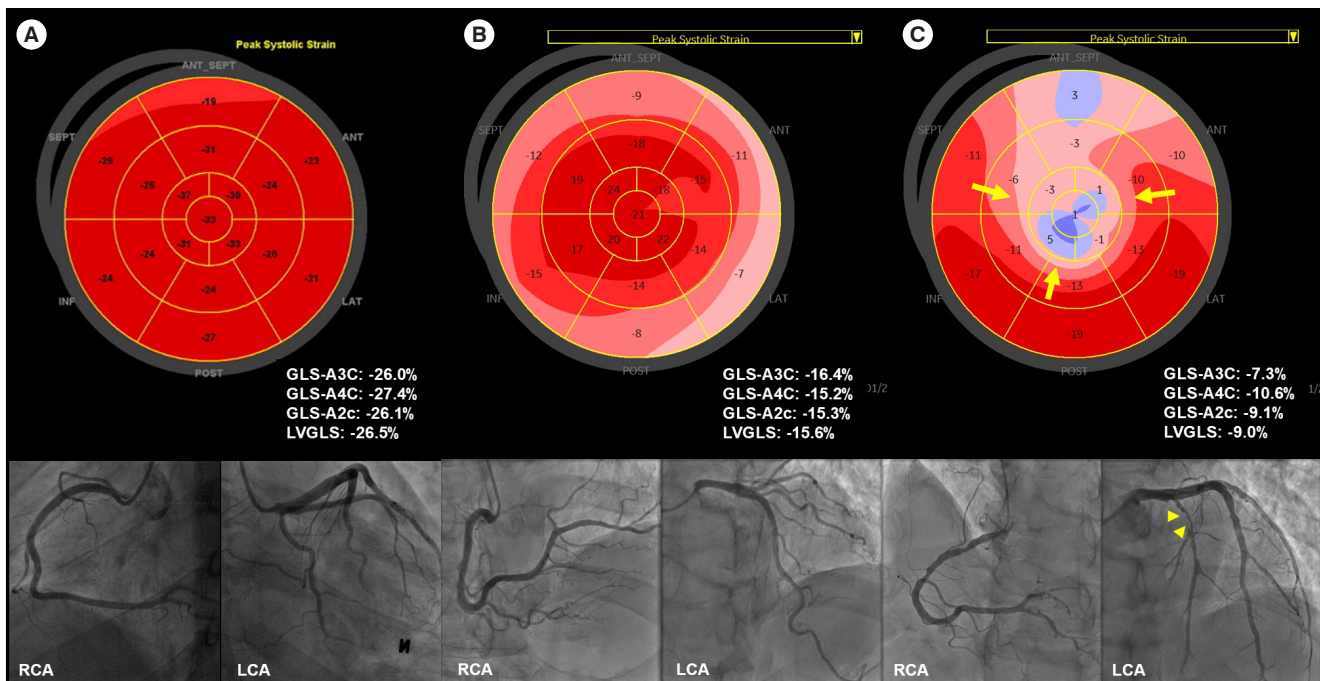 A
Peak Systolic Strain
ANT_SEPT
-19
SEPT
ANT
-31
-20
-23
-26
-24
-37
-30
-33
-31
-33
-24
-20
-24
-21
-24
INF
LAT
-27
POST
GLS-A3C: -26.0%
GLS-A4C: -27.4%
GLS-A2c: -26.1%
LVGLS: -26.5%
RCA
LCA
B
Peak Systolic Strain
ANT_SEPT
-9
SEPT
ANT
-18
-12
-11
-19
-15
-24
-18
-21
-20
-22
-17
-14
-15
-7
-14
INF
LAT
-8
POST
GLS-A3C: -16.4%
GLS-A4C: -15.2%
GLS-A2c: -15.3%
LVGLS: -15.6%
01/2
RCA
LCA
C
Peak Systolic Strain
ANT_SEPT
3
SEPT
ANT
-3
-11
-10
-6
-10
-3
1
1
5
-1
-11
-13
-17
-19
-13
INF
LAT
-19
POST
GLS-A3C: -7.3%
GLS-A4C: -10.6%
GLS-A2c: -9.1%
LVGLS: -9.0%
1/2
RCA
LCA